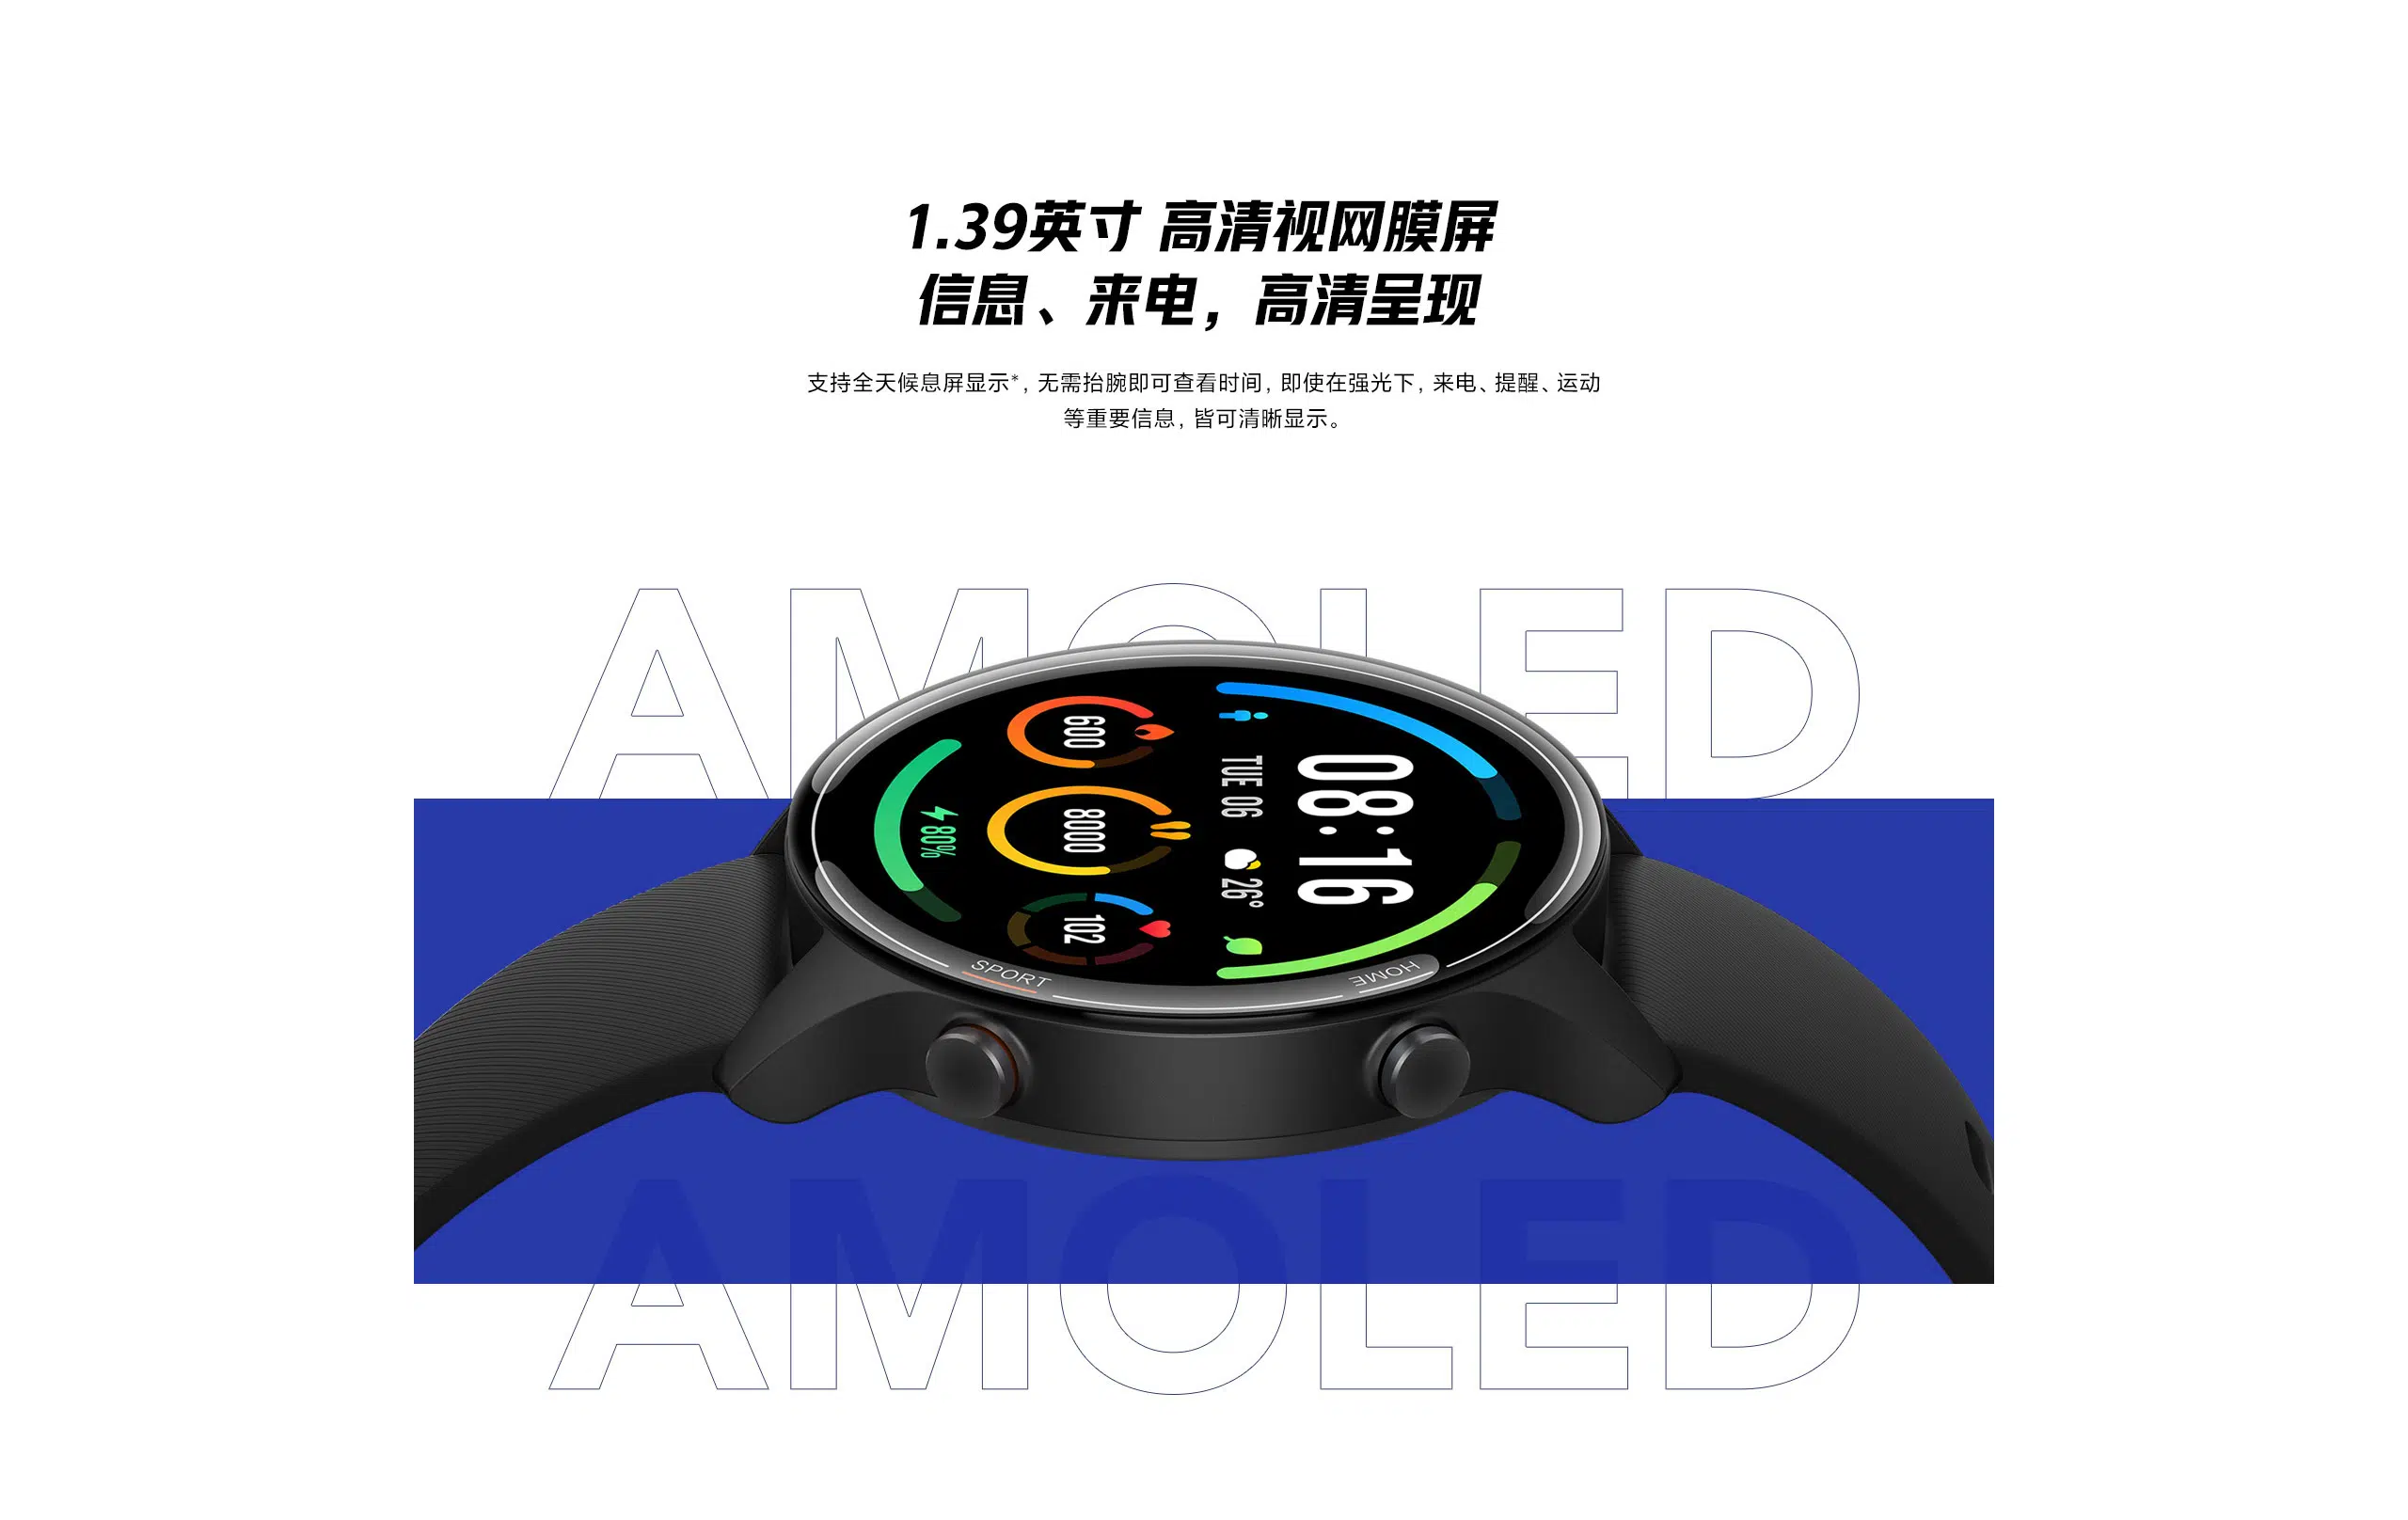 1.39英寸 高清视网膜屏
信息、来电，高清呈现
支持全天候息屏显示*，无需抬腕即可查看时间，即使在强光下，来电、提醒、运动
等重要信息，皆可清晰显示。
AMOLED
08:16
TUE 06 26°
600
8000
102
80%
SPORT
HOME
AMOLED